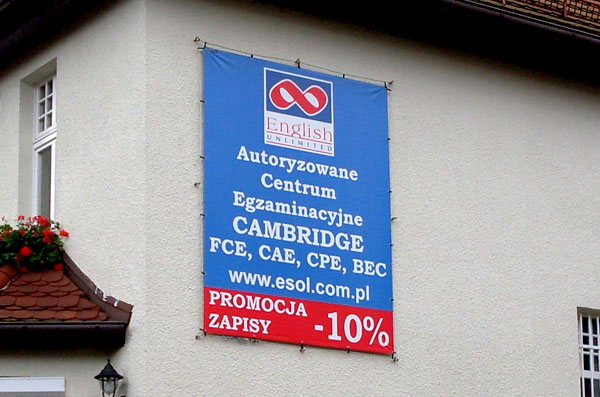 English
UNLIMITED
Autoryzowane
Centrum
Egzaminacyjne
CAMBRIDGE
FCE, CAE, CPE, BEC
www.esol.com.pl
PROMOCJA
ZAPISY -10%